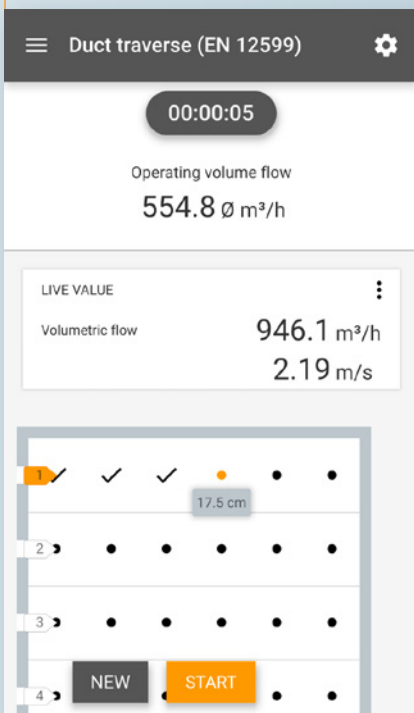 Duct traverse (EN 12599)
00:00:05
Operating volume flow
554.8 Ø m³/h
LIVE VALUE
Volumetric flow 946.1 m³/h
2.19 m/s
1
17.5 cm
2
3
4
NEW START